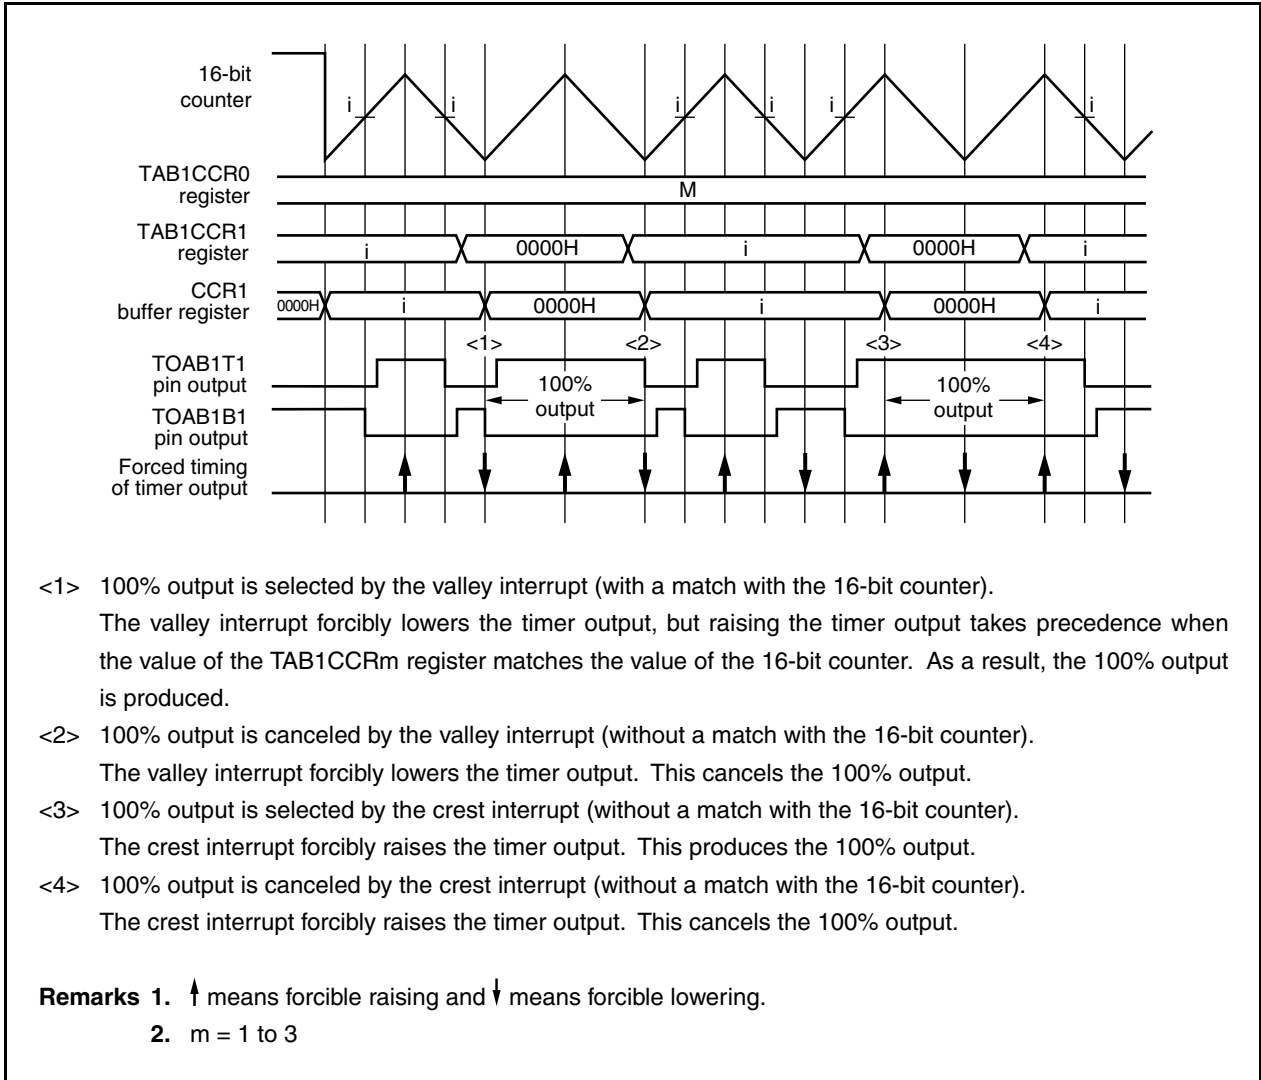 16-bit
counter
i i i i i i
TAB1CCR0
register
M
TAB1CCR1
register
i 0000H i 0000H i
CCR1
buffer register
0000H i 0000H i 0000H i
<1> <2> <3> <4>
TOAB1T1
pin output
100%
output
100%
output
TOAB1B1
pin output
Forced timing
of timer output
<1> 100% output is selected by the valley interrupt (with a match with the 16-bit counter).
The valley interrupt forcibly lowers the timer output, but raising the timer output takes precedence when
the value of the TAB1CCRm register matches the value of the 16-bit counter. As a result, the 100% output
is produced.
<2> 100% output is canceled by the valley interrupt (without a match with the 16-bit counter).
The valley interrupt forcibly lowers the timer output. This cancels the 100% output.
<3> 100% output is selected by the crest interrupt (without a match with the 16-bit counter).
The crest interrupt forcibly raises the timer output. This produces the 100% output.
<4> 100% output is canceled by the crest interrupt (without a match with the 16-bit counter).
The crest interrupt forcibly raises the timer output. This cancels the 100% output.
Remarks 1. ↑ means forcible raising and ↓ means forcible lowering.
2. m = 1 to 3